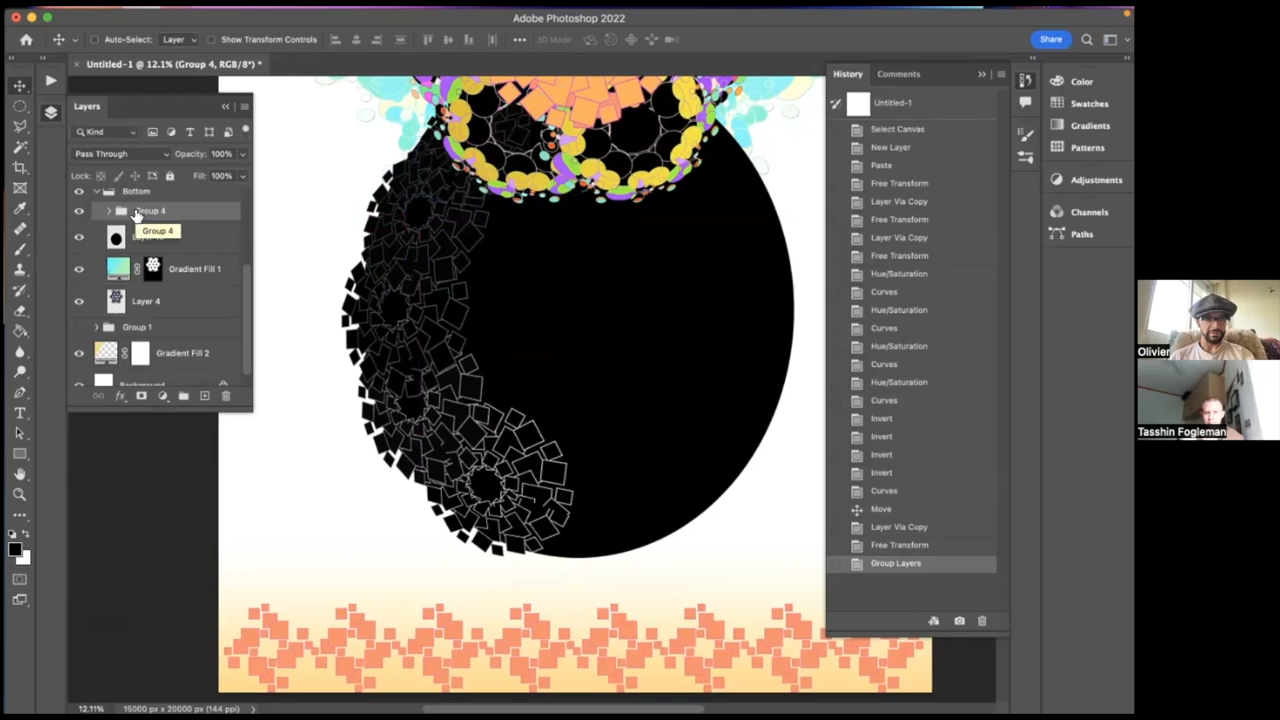 Adobe Photoshop 2022
Auto-Select: Layer Show Transform Controls 3D Mode: Share
Untitled-1 @ 12.1% (Group 4, RGB/8*) *
Layers
Kind
Pass Through Opacity: 100%
Lock: Fill: 100%
Bottom
Group 4
Group 4
Gradient Fill 1
Layer 4
Group 1
Gradient Fill 2
Background
fx
History Comments
Untitled-1
Select Canvas
New Layer
Paste
Free Transform
Layer Via Copy
Free Transform
Layer Via Copy
Free Transform
Hue/Saturation
Curves
Hue/Saturation
Curves
Hue/Saturation
Curves
Hue/Saturation
Curves
Invert
Invert
Invert
Invert
Curves
Move
Layer Via Copy
Free Transform
Group Layers
Color
Swatches
Gradients
Patterns
Adjustments
Channels
Paths
Olivier
Tasshin Fogleman
12.11% 15000 px x 20000 px (144 ppi)